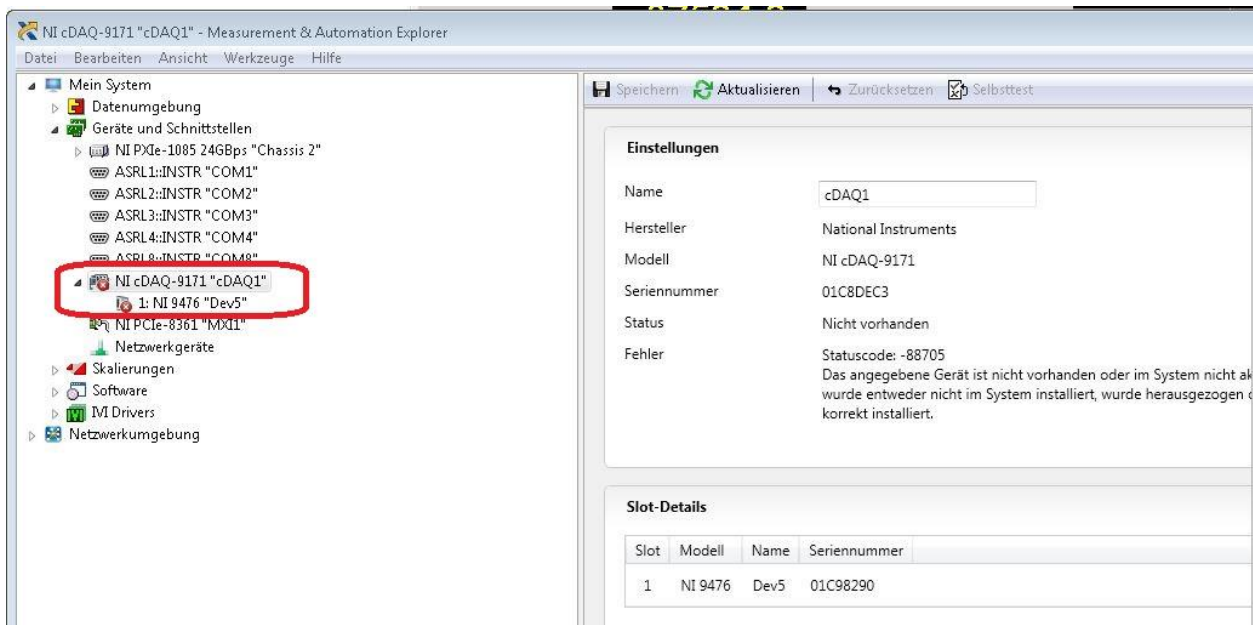 NI cDAQ-9171 "cDAQ1" - Measurement & Automation Explorer
Datei Bearbeiten Ansicht Werkzeuge Hilfe
Mein System
Datenumgebung
Geräte und Schnittstellen
NI PXIe-1085 24GBps "Chassis 2"
ASRL1::INSTR "COM1"
ASRL2::INSTR "COM2"
ASRL3::INSTR "COM3"
ASRL4::INSTR "COM4"
ASRL8::INSTR "COM8"
NI cDAQ-9171 "cDAQ1"
1: NI 9476 "Dev5"
NI PCIe-8361 "MXI1"
Netzwerkgeräte
Skalierungen
Software
IVI Drivers
Netzwerkumgebung
Speichern Aktualisieren Zurücksetzen Selbsttest
Einstellungen
Name cDAQ1
Hersteller National Instruments
Modell NI cDAQ-9171
Seriennummer 01C8DEC3
Status Nicht vorhanden
Fehler Statuscode: -88705
Das angegebene Gerät ist nicht vorhanden oder im System nicht ak
wurde entweder nicht im System installiert, wurde herausgezogen
korrekt installiert.
Slot-Details
Slot Modell Name Seriennummer
1 NI 9476 Dev5 01C98290